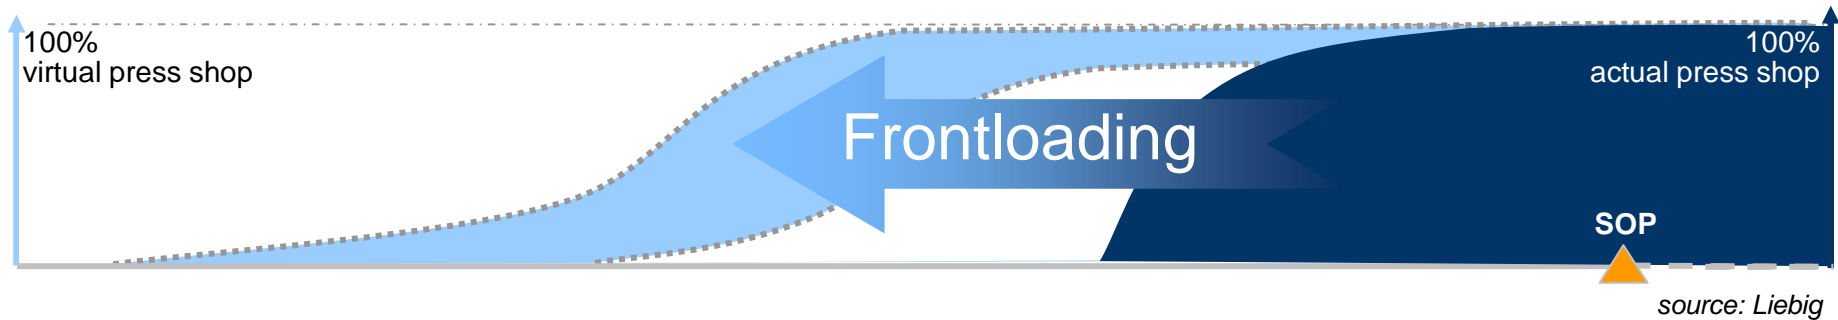 100%
virtual press shop
100%
actual press shop
Frontloading
SOP
source: Liebig